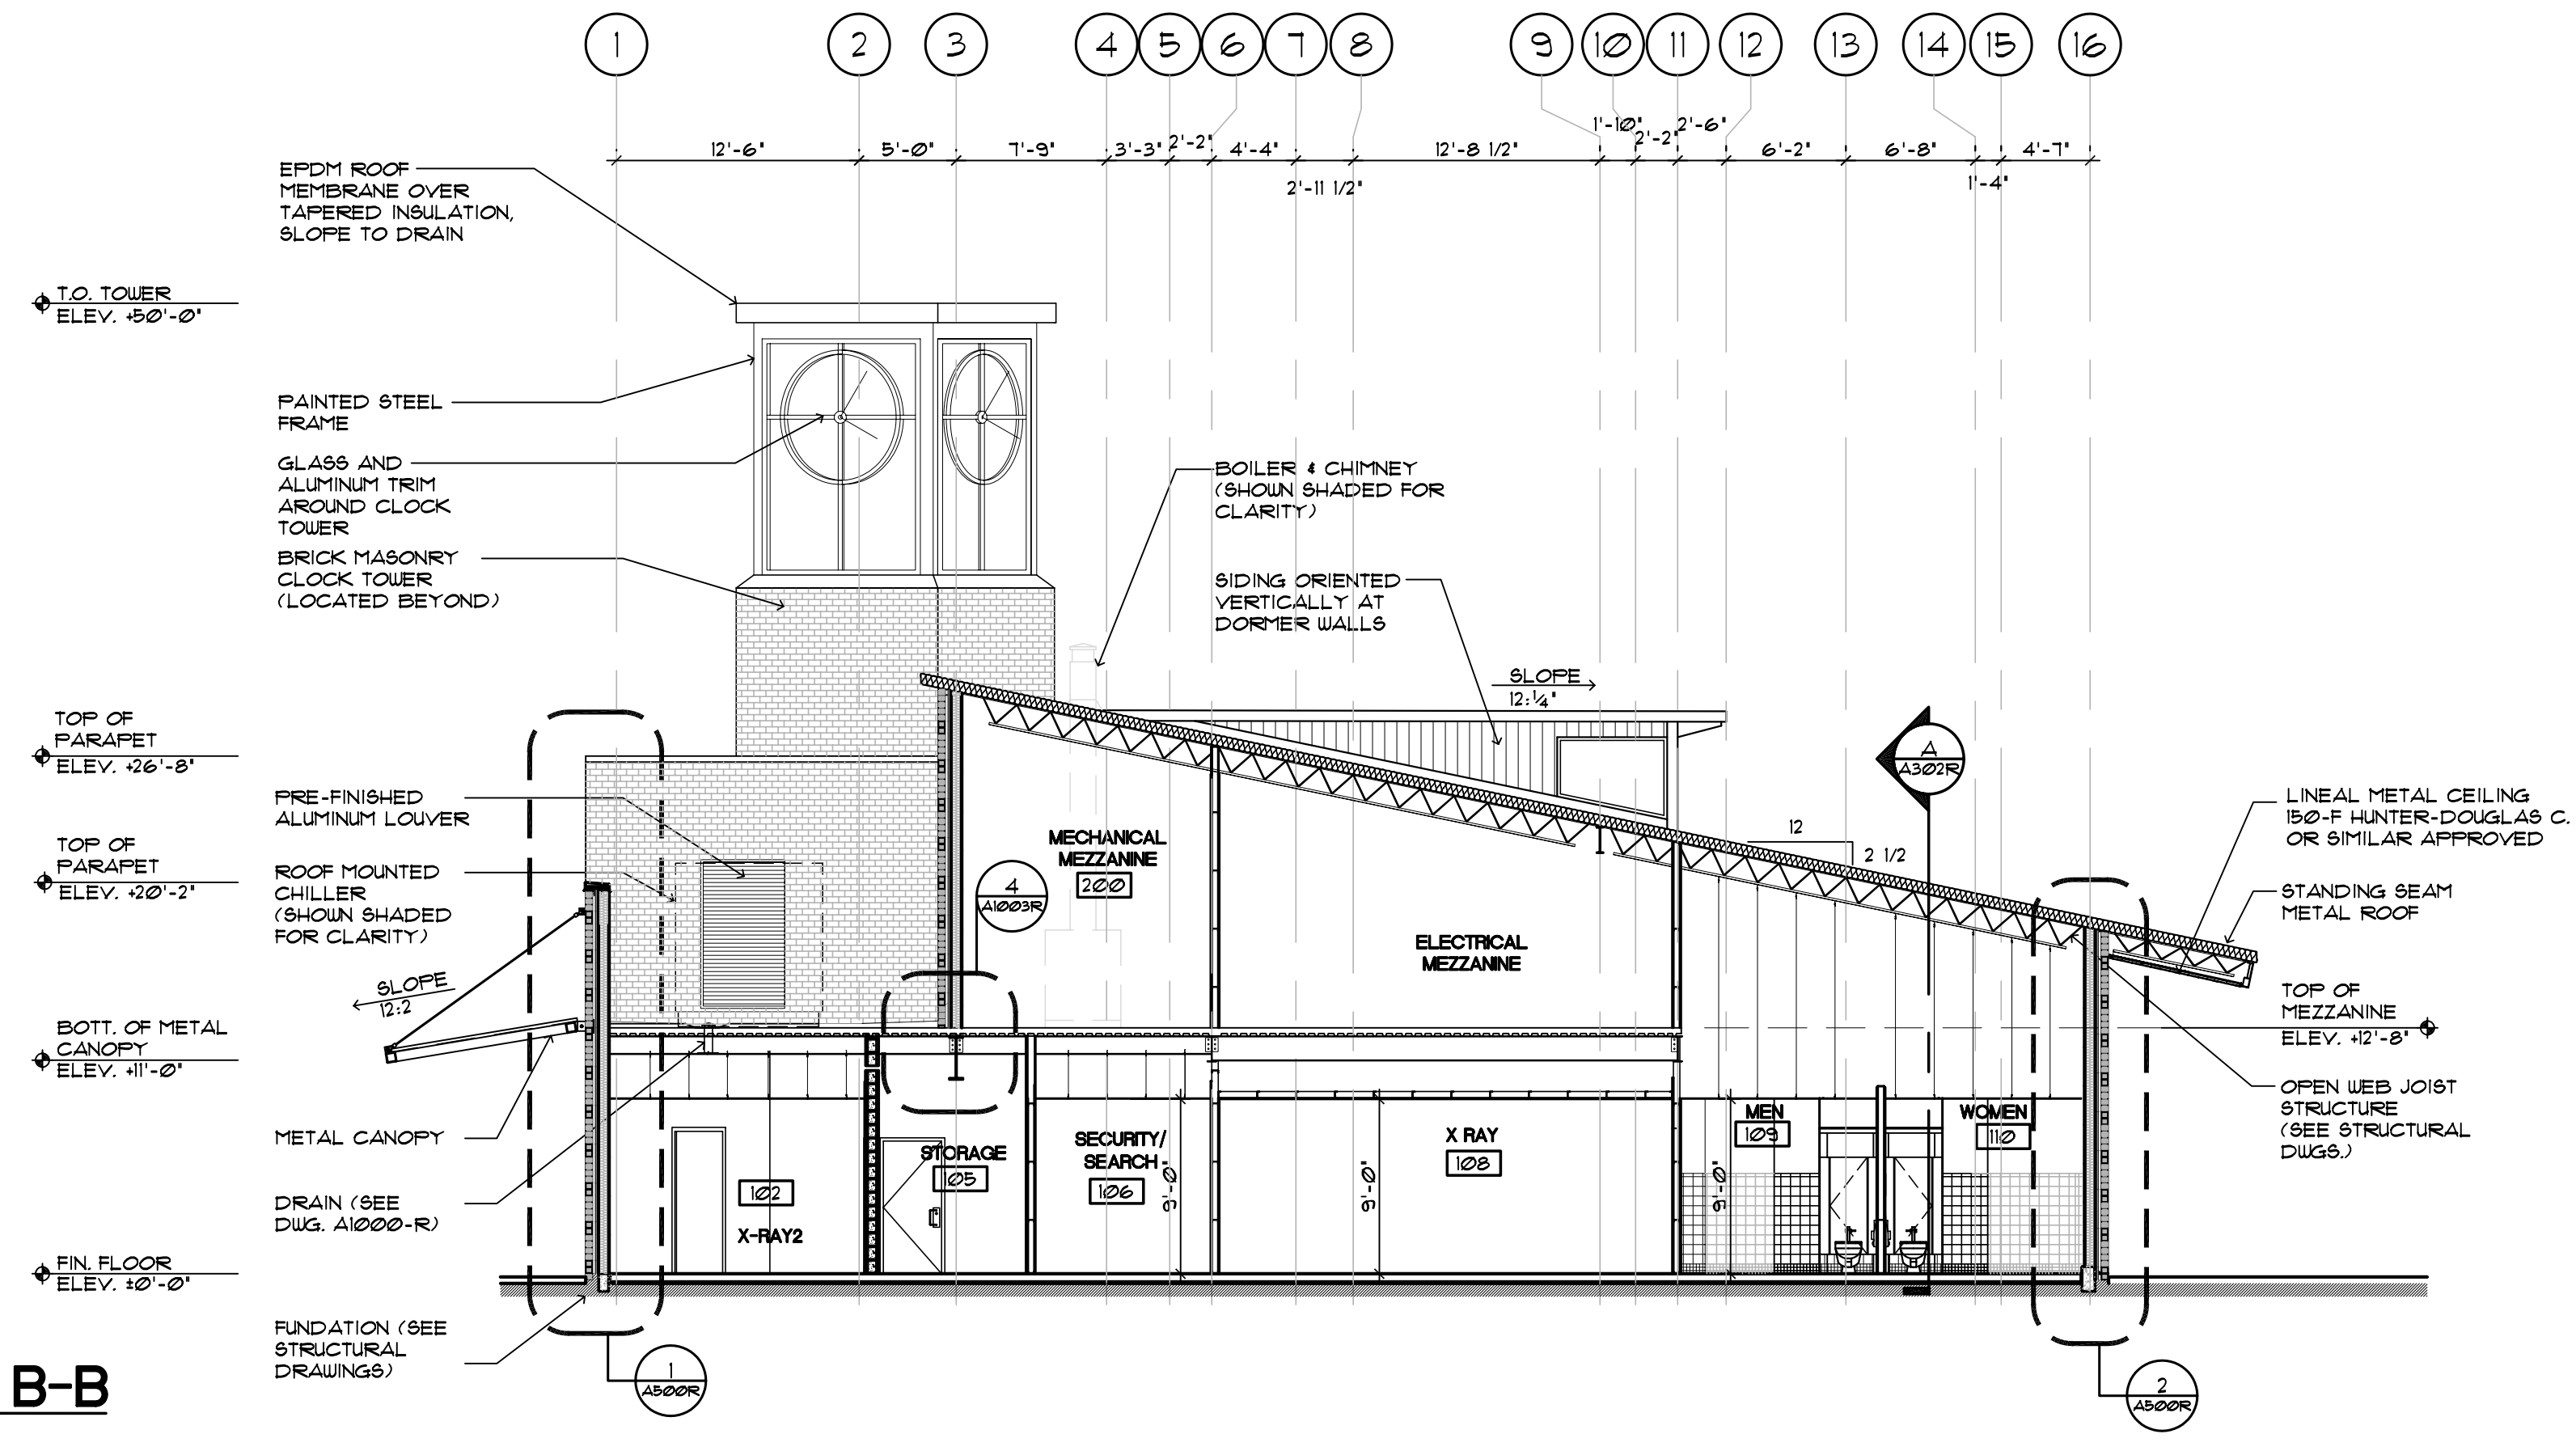 1 2 3 4 5 6 7 8 9 10 11 12 13 14 15 16
1'-10" 2'-6"
12'-6" 5'-0" 7'-9" 3'-3" 2'-2" 4'-4" 12'-8 1/2" 2'-2" 6'-2" 6'-8" 4'-7"
2'-11 1/2" 1'-4"
EPDM ROOF
MEMBRANE OVER
TAPERED INSULATION,
SLOPE TO DRAIN
T.O. TOWER
ELEV. +50'-0"
PAINTED STEEL
FRAME
GLASS AND
ALUMINUM TRIM
AROUND CLOCK
TOWER
BRICK MASONRY
CLOCK TOWER
(LOCATED BEYOND)
BOILER & CHIMNEY
(SHOWN SHADED FOR
CLARITY)
SIDING ORIENTED
VERTICALLY AT
DORMER WALLS
SLOPE
12:1/4"
TOP OF
PARAPET
ELEV. +26'-8"
A
A302R
PRE-FINISHED
ALUMINUM LOUVER
LINEAL METAL CEILING
150-F HUNTER-DOUGLAS C.
OR SIMILAR APPROVED
12
2 1/2
TOP OF
PARAPET
ELEV. +20'-2"
MECHANICAL
MEZZANINE
200
ROOF MOUNTED
CHILLER
(SHOWN SHADED
FOR CLARITY)
4
A1003R
STANDING SEAM
METAL ROOF
ELECTRICAL
MEZZANINE
SLOPE
12:2
TOP OF
MEZZANINE
ELEV. +12'-8"
BOTT. OF METAL
CANOPY
ELEV. +11'-0"
OPEN WEB JOIST
STRUCTURE
(SEE STRUCTURAL
DWGS.)
METAL CANOPY
MEN
109
WOMEN
110
STORAGE
105
SECURITY/
SEARCH
106
X RAY
108
9'-0"
9'-0"
9'-0"
102
X-RAY2
DRAIN (SEE
DWG. A1000-R)
FIN. FLOOR
ELEV. ±0'-0"
FUNDATION (SEE
STRUCTURAL
DRAWINGS)
1
A500R
2
A500R
B-B